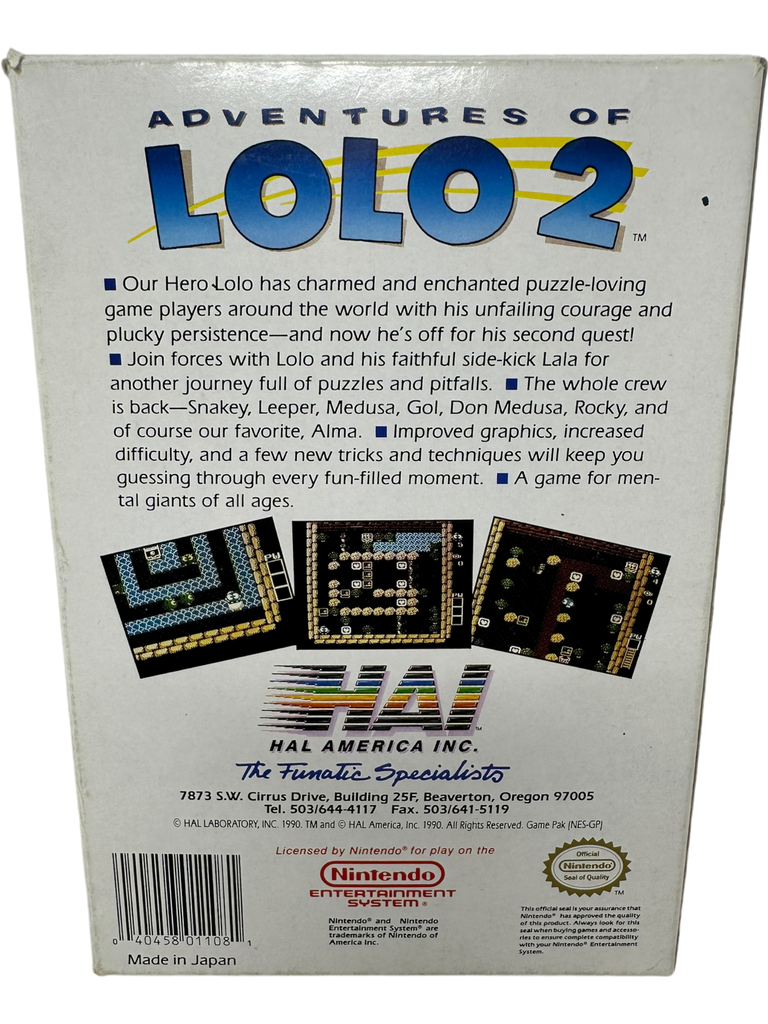 ADVENTURES OF
LOLO 2 ™
■ Our Hero Lolo has charmed and enchanted puzzle-loving
game players around the world with his unfailing courage and
plucky persistence—and now he's off for his second quest!
■ Join forces with Lolo and his faithful side-kick Lala for
another journey full of puzzles and pitfalls. ■ The whole crew
is back—Snakey, Leeper, Medusa, Gol, Don Medusa, Rocky, and
of course our favorite, Alma. ■ Improved graphics, increased
difficulty, and a few new tricks and techniques will keep you
guessing through every fun-filled moment. ■ A game for men-
tal giants of all ages.
PW
PW
PW
HAL™
HAL AMERICA INC.
The Funatic Specialists
7873 S.W. Cirrus Drive, Building 25F, Beaverton, Oregon 97005
Tel. 503/644-4117 Fax. 503/641-5119
© HAL LABORATORY, INC. 1990. TM and © HAL America, Inc. 1990. All Rights Reserved. Game Pak (NES-GP)
Licensed by Nintendo® for play on the
Nintendo
ENTERTAINMENT
SYSTEM®
Nintendo® and Nintendo
Entertainment System® are
trademarks of Nintendo of
America Inc.
Official
Nintendo®
Seal of Quality
™
This official seal is your assurance that
Nintendo® has approved the quality
of this product. Always look for this
seal when buying games and accesso-
ries to ensure complete compatibility
with your Nintendo® Entertainment
System.
0 40458 01108 1
Made in Japan